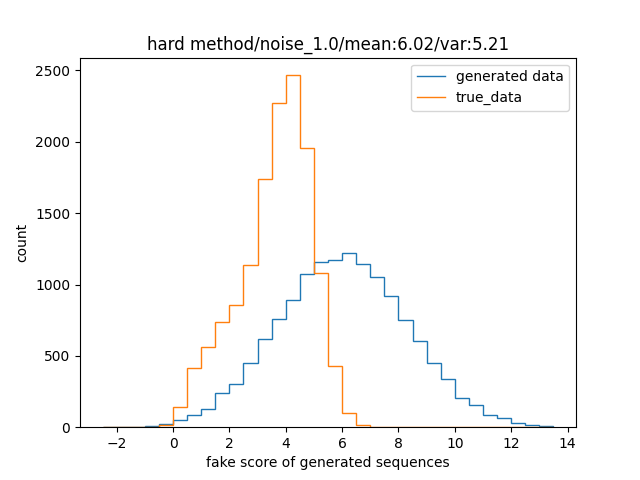 hard method/noise_1.0/mean:6.02/var:5.21
generated data
true_data
2500
2000
1500
1000
500
0
count
−2 0 2 4 6 8 10 12 14
fake score of generated sequences